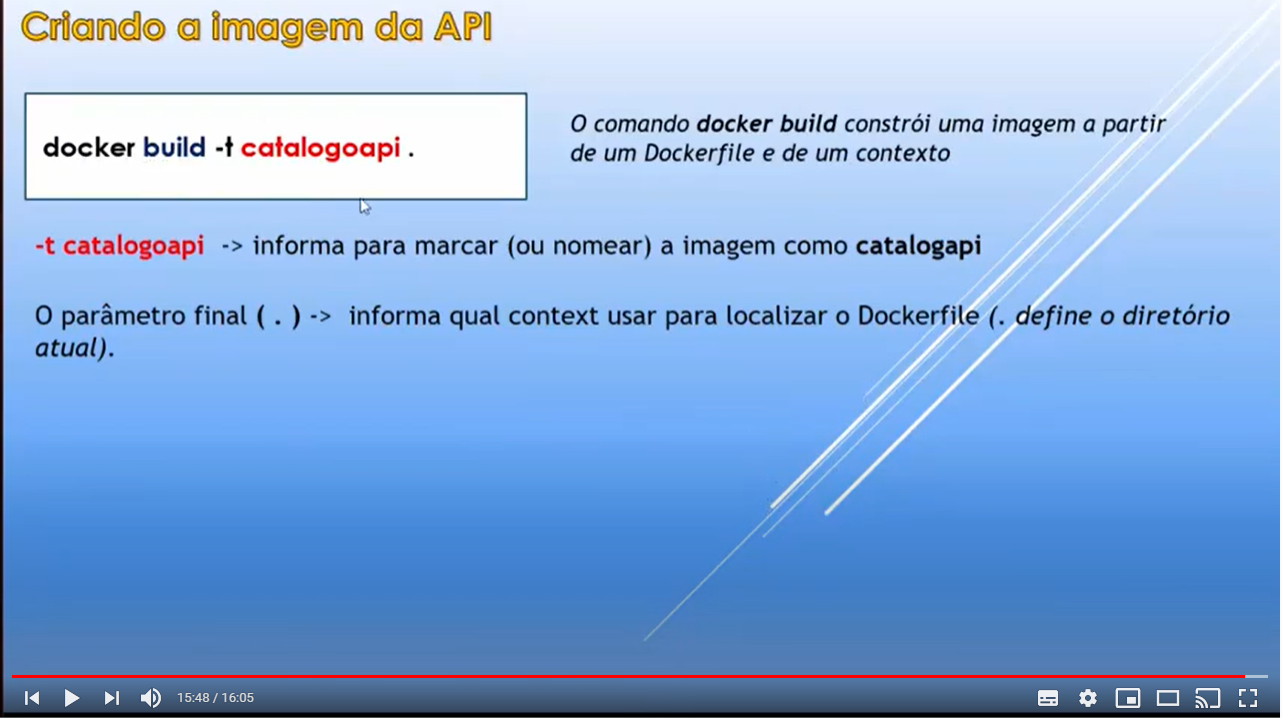 Criando a imagem da API
docker build -t catalogoapi .
O comando docker build constrói uma imagem a partir
de um Dockerfile e de um contexto
-t catalogoapi -> informa para marcar (ou nomear) a imagem como catalogapi
O parâmetro final ( . ) -> informa qual context usar para localizar o Dockerfile (. define o diretório
atual).
15:48 / 16:05